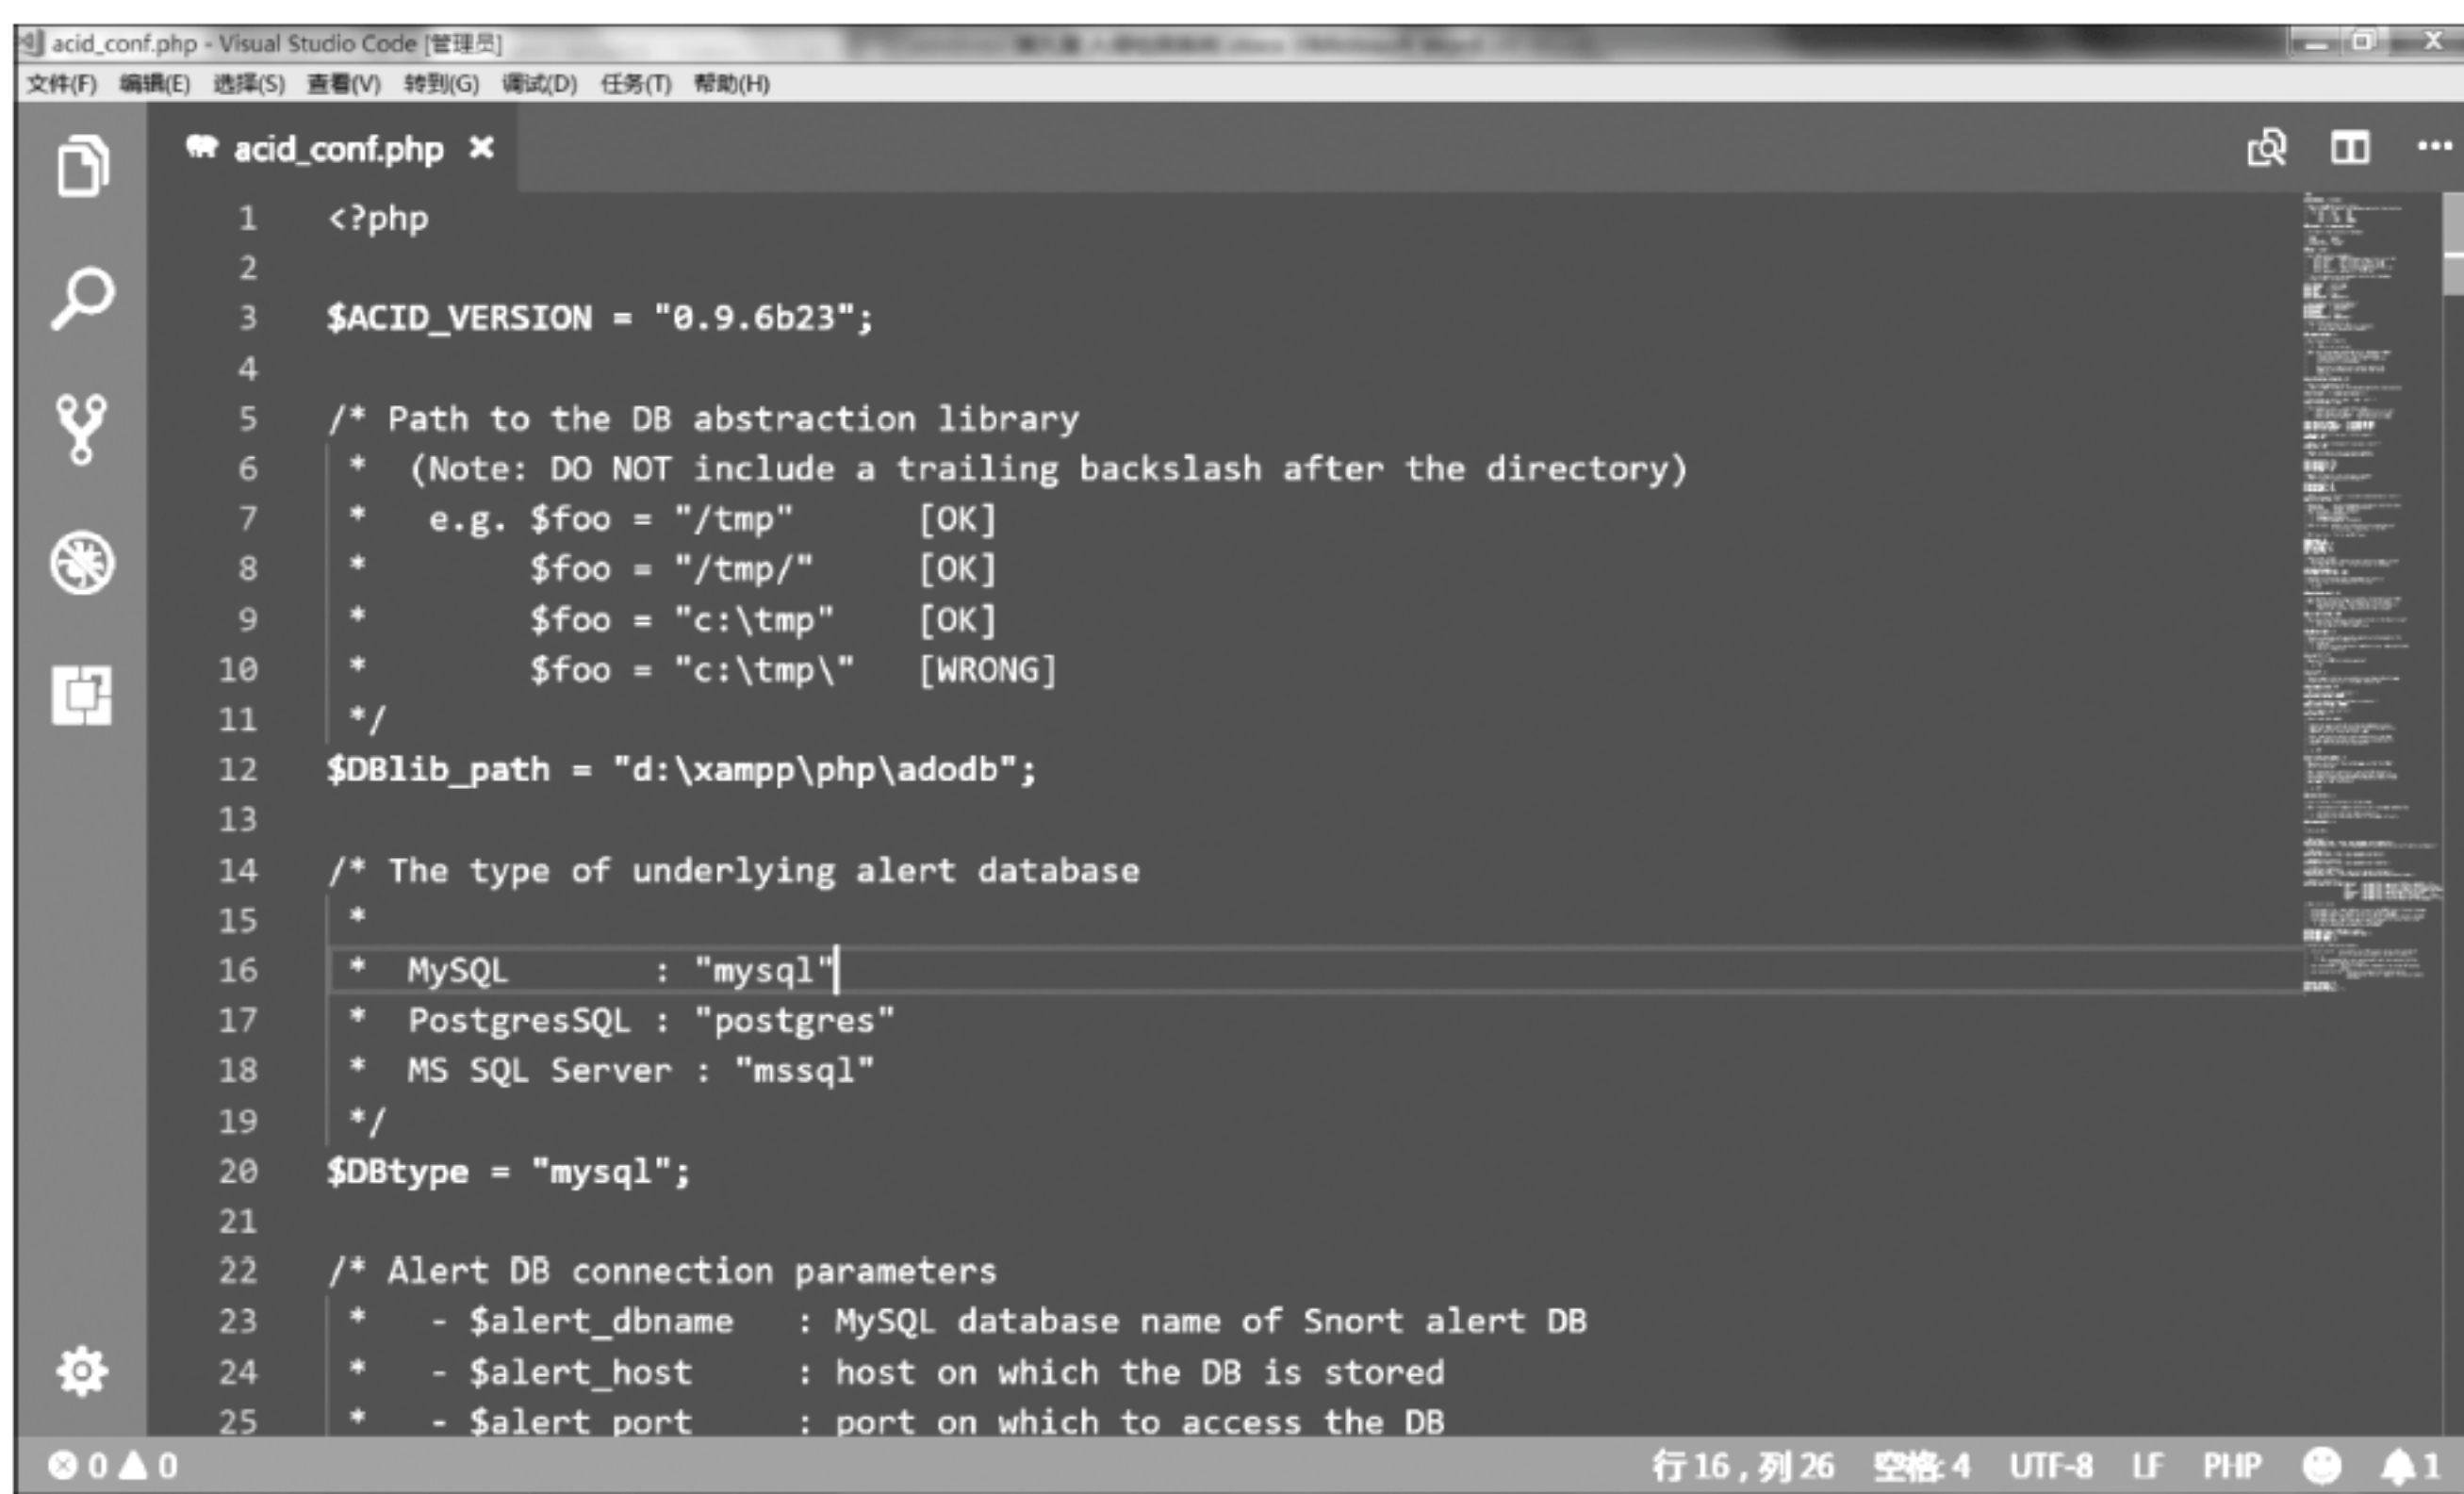 acid_conf.php - Visual Studio Code [管理员]
文件(F) 编辑(E) 选择(S) 查看(V) 转到(G) 调试(D) 任务(T) 帮助(H)
acid_conf.php
1 <?php
2
3 $ACID_VERSION = "0.9.6b23";
4
5 /* Path to the DB abstraction library
6  *  (Note: DO NOT include a trailing backslash after the directory)
7  *   e.g. $foo = "/tmp"      [OK]
8  *        $foo = "/tmp/"     [OK]
9  *        $foo = "c:\tmp"    [OK]
10  *        $foo = "c:\tmp\"   [WRONG]
11  */
12 $DBlib_path = "d:\xampp\php\adodb";
13
14 /* The type of underlying alert database
15  *
16  *  MySQL       : "mysql"
17  *  PostgresSQL : "postgres"
18  *  MS SQL Server : "mssql"
19  */
20 $DBtype = "mysql";
21
22 /* Alert DB connection parameters
23  *   - $alert_dbname   : MySQL database name of Snort alert DB
24  *   - $alert_host     : host on which the DB is stored
25  *   - $alert_port     : port on which to access the DB
0 0 行 16，列 26 空格: 4 UTF-8 LF PHP 1